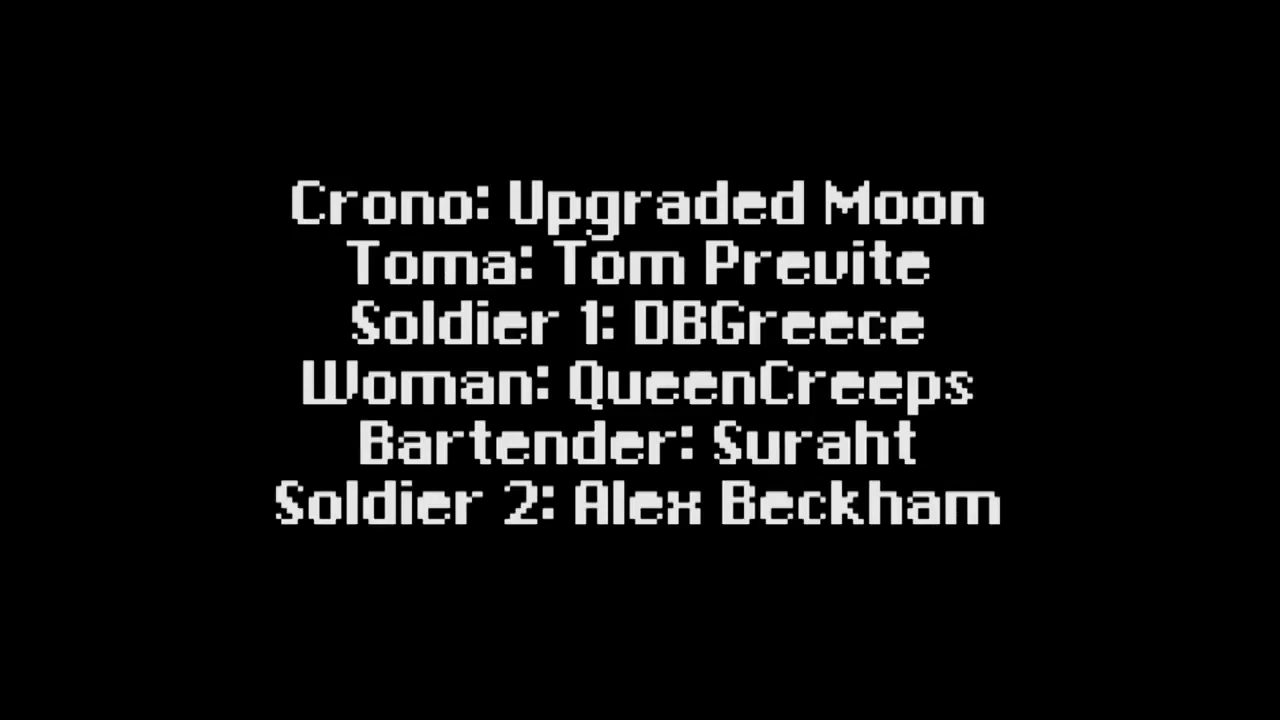 Crono: Upgraded Moon
Toma: Tom Previte
Soldier 1: DBGreece
Woman: QueenCreeps
Bartender: Suraht
Soldier 2: Alex Beckham